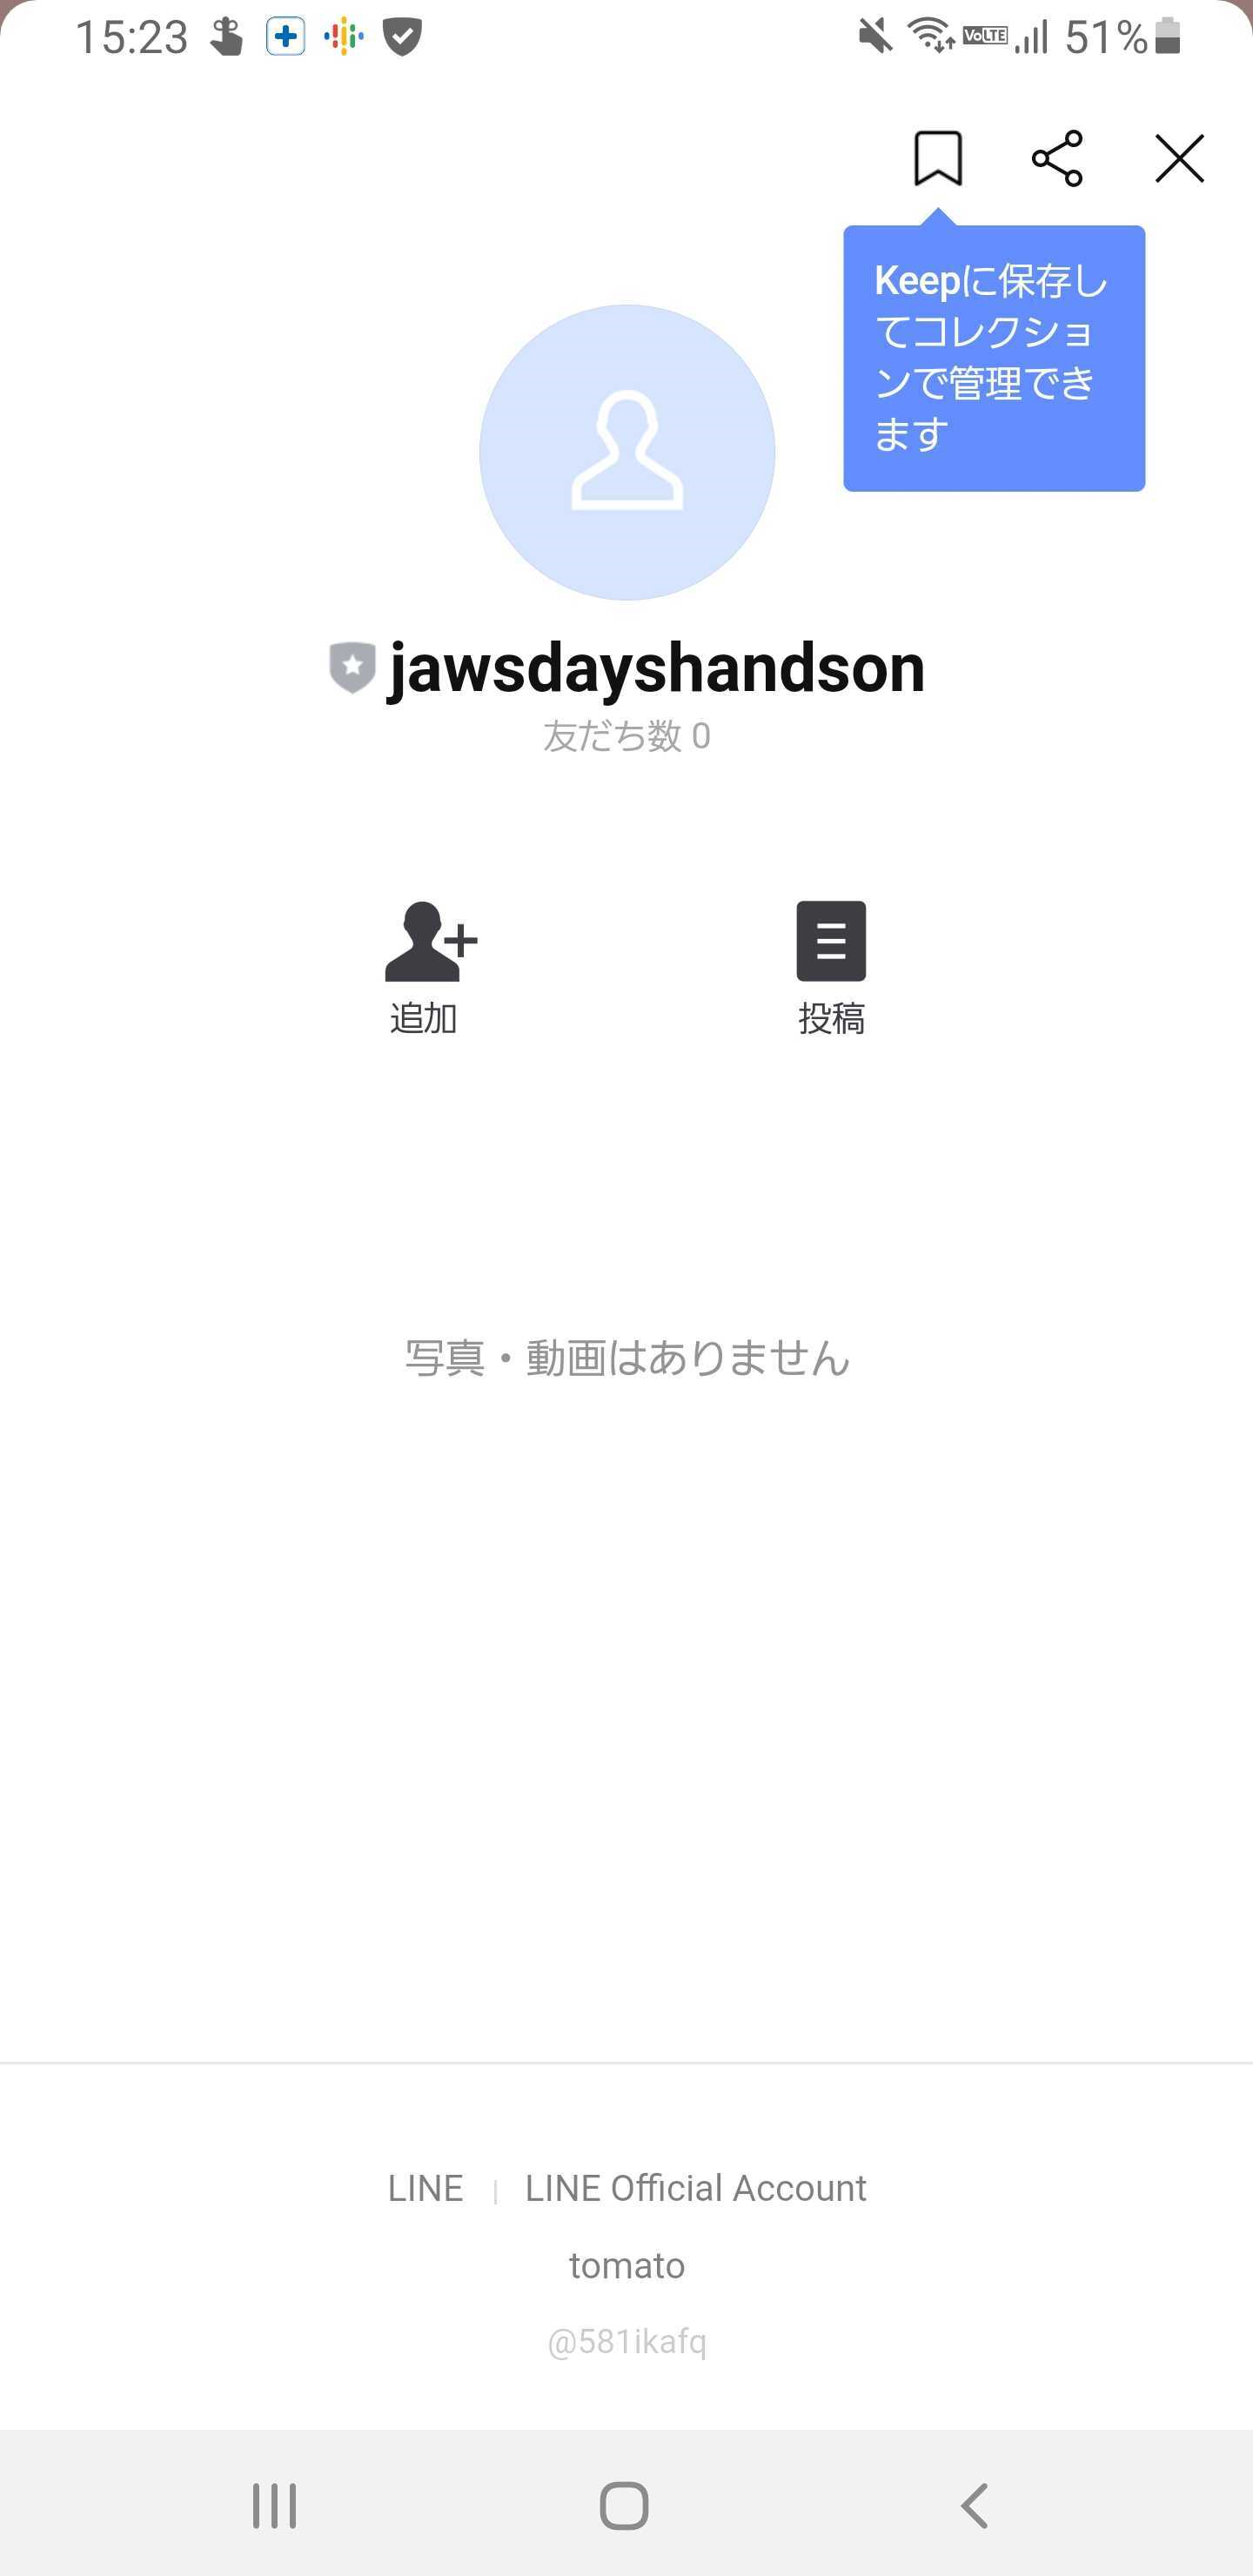 15:23 VoLTE 51%
Keepに保存し
てコレクショ
ンで管理でき
ます
jawsdayshandson
友だち数 0
追加 投稿
写真・動画はありません
LINE | LINE Official Account
tomato
@581ikafq